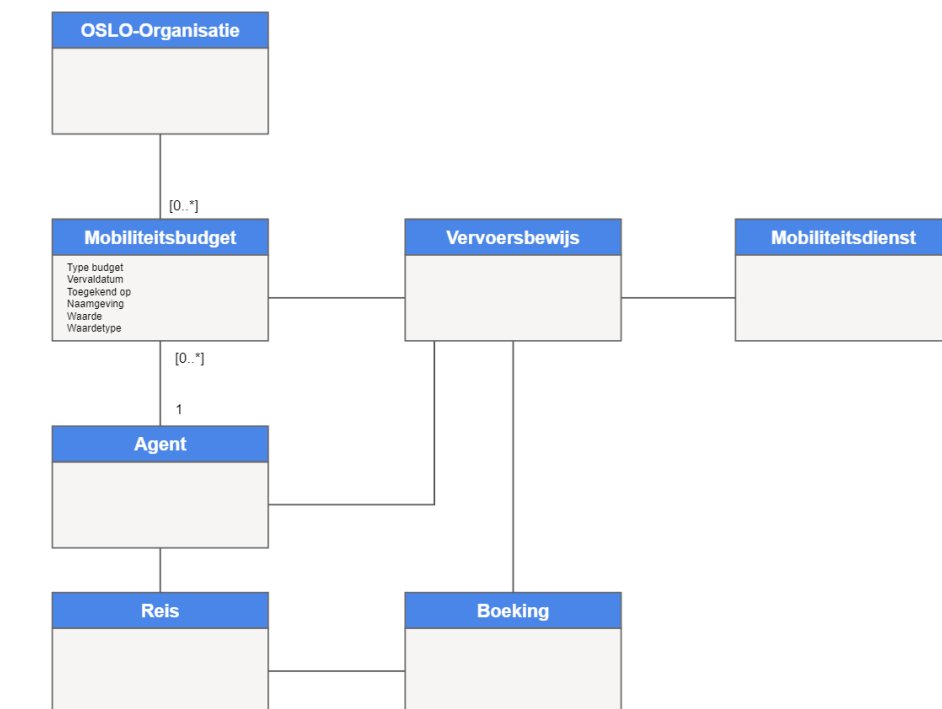 OSLO-Organisatie
[0..*]
Mobiliteitsbudget
Type budget
Vervaldatum
Toegekend op
Naamgeving
Waarde
Waardetype
Vervoersbewijs
Mobiliteitsdienst
[0..*]
1
Agent
Reis
Boeking